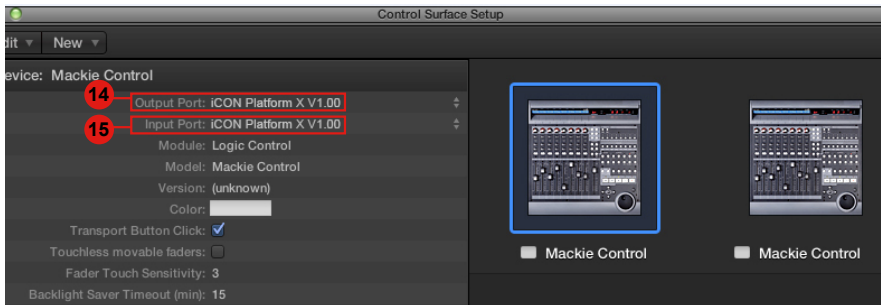 Control Surface Setup
dit New
evice: Mackie Control
14 Output Port: iCON Platform X V1.00
15 Input Port: iCON Platform X V1.00
Module: Logic Control
Model: Mackie Control
Version: (unknown)
Color:
Transport Button Click:
Touchless movable faders:
Fader Touch Sensitivity: 3
Backlight Saver Timeout (min): 15
Mackie Control
Mackie Control